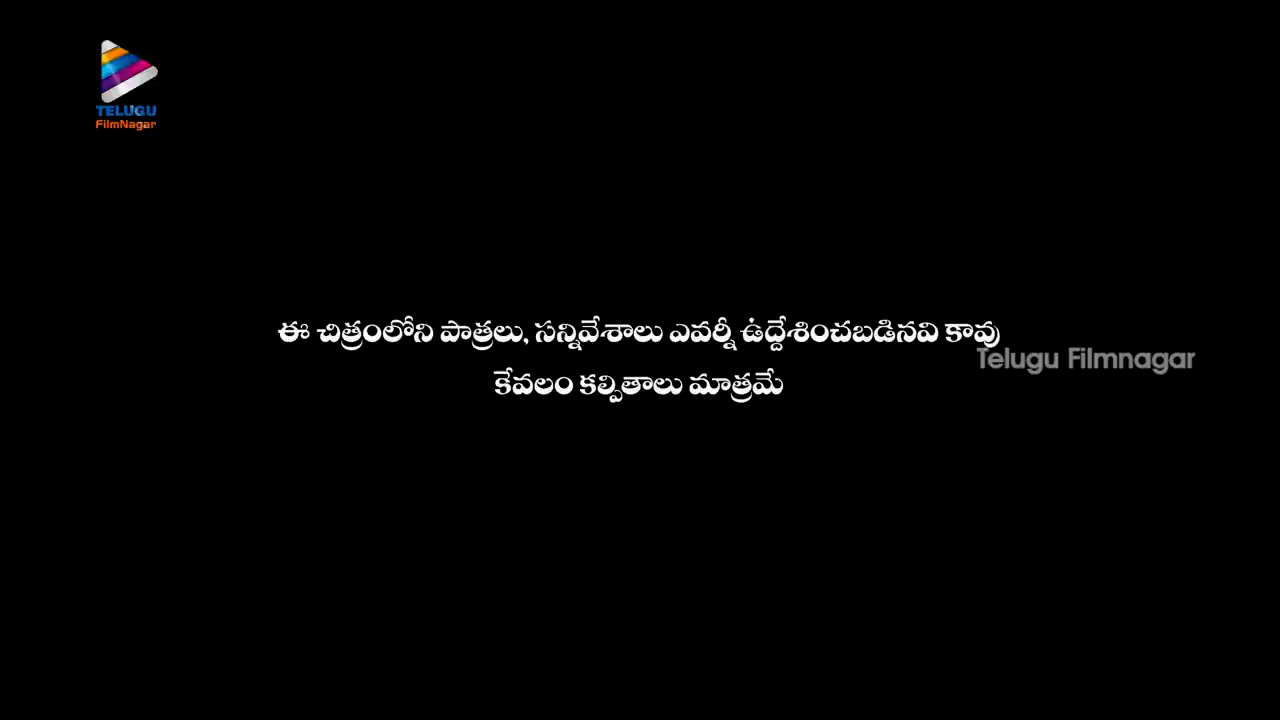 TELUGU
FilmNagar
ఈ చిత్రంలోని పాత్రలు, సన్నివేశాలు ఎవర్నీ ఉద్దేశించబడినవి కావు
Telugu Filmnagar
కేవలం కల్పితాలు మాత్రమే